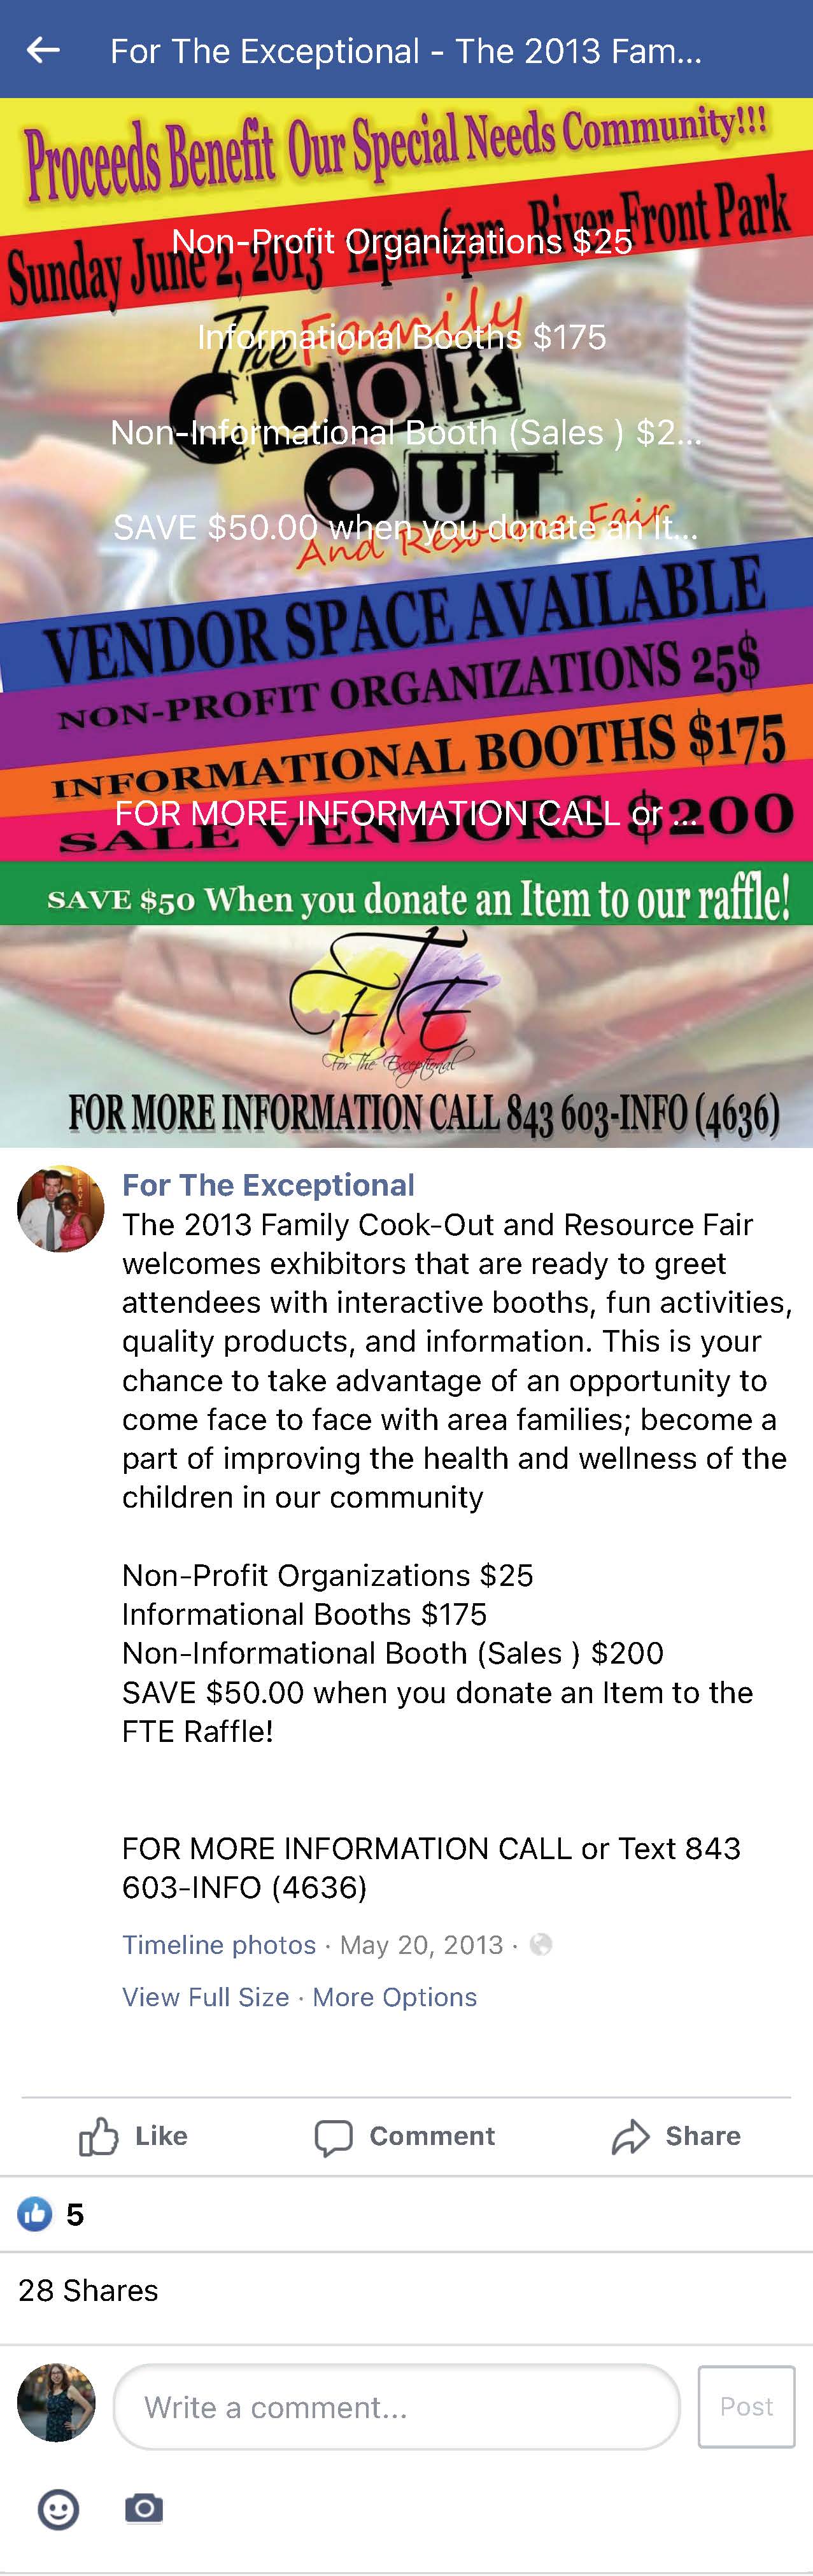 For The Exceptional - The 2013 Fam...
Proceeds Benefit Our Special Needs Community!!!
Sunday June 2, 2013 12pm-6pm River Front Park
Non-Profit Organizations $25
The Family
Informational Booths $175
COOK
Non-Informational Booth (Sales ) $2...
OUT
SAVE $50.00 when you donate an It...
And Resource Fair
VENDOR SPACE AVAILABLE
NON-PROFIT ORGANIZATIONS 25$
INFORMATIONAL BOOTHS $175
FOR MORE INFORMATION CALL or ...
SALE VENDORS $200
SAVE $50 When you donate an Item to our raffle!
FTE
For The Exceptional
FOR MORE INFORMATION CALL 843 603-INFO (4636)
For The Exceptional
The 2013 Family Cook-Out and Resource Fair
welcomes exhibitors that are ready to greet
attendees with interactive booths, fun activities,
quality products, and information. This is your
chance to take advantage of an opportunity to
come face to face with area families; become a
part of improving the health and wellness of the
children in our community
Non-Profit Organizations $25
Informational Booths $175
Non-Informational Booth (Sales ) $200
SAVE $50.00 when you donate an Item to the
FTE Raffle!
FOR MORE INFORMATION CALL or Text 843
603-INFO (4636)
Timeline photos · May 20, 2013 ·
View Full Size · More Options
Like Comment Share
5
28 Shares
Write a comment... Post